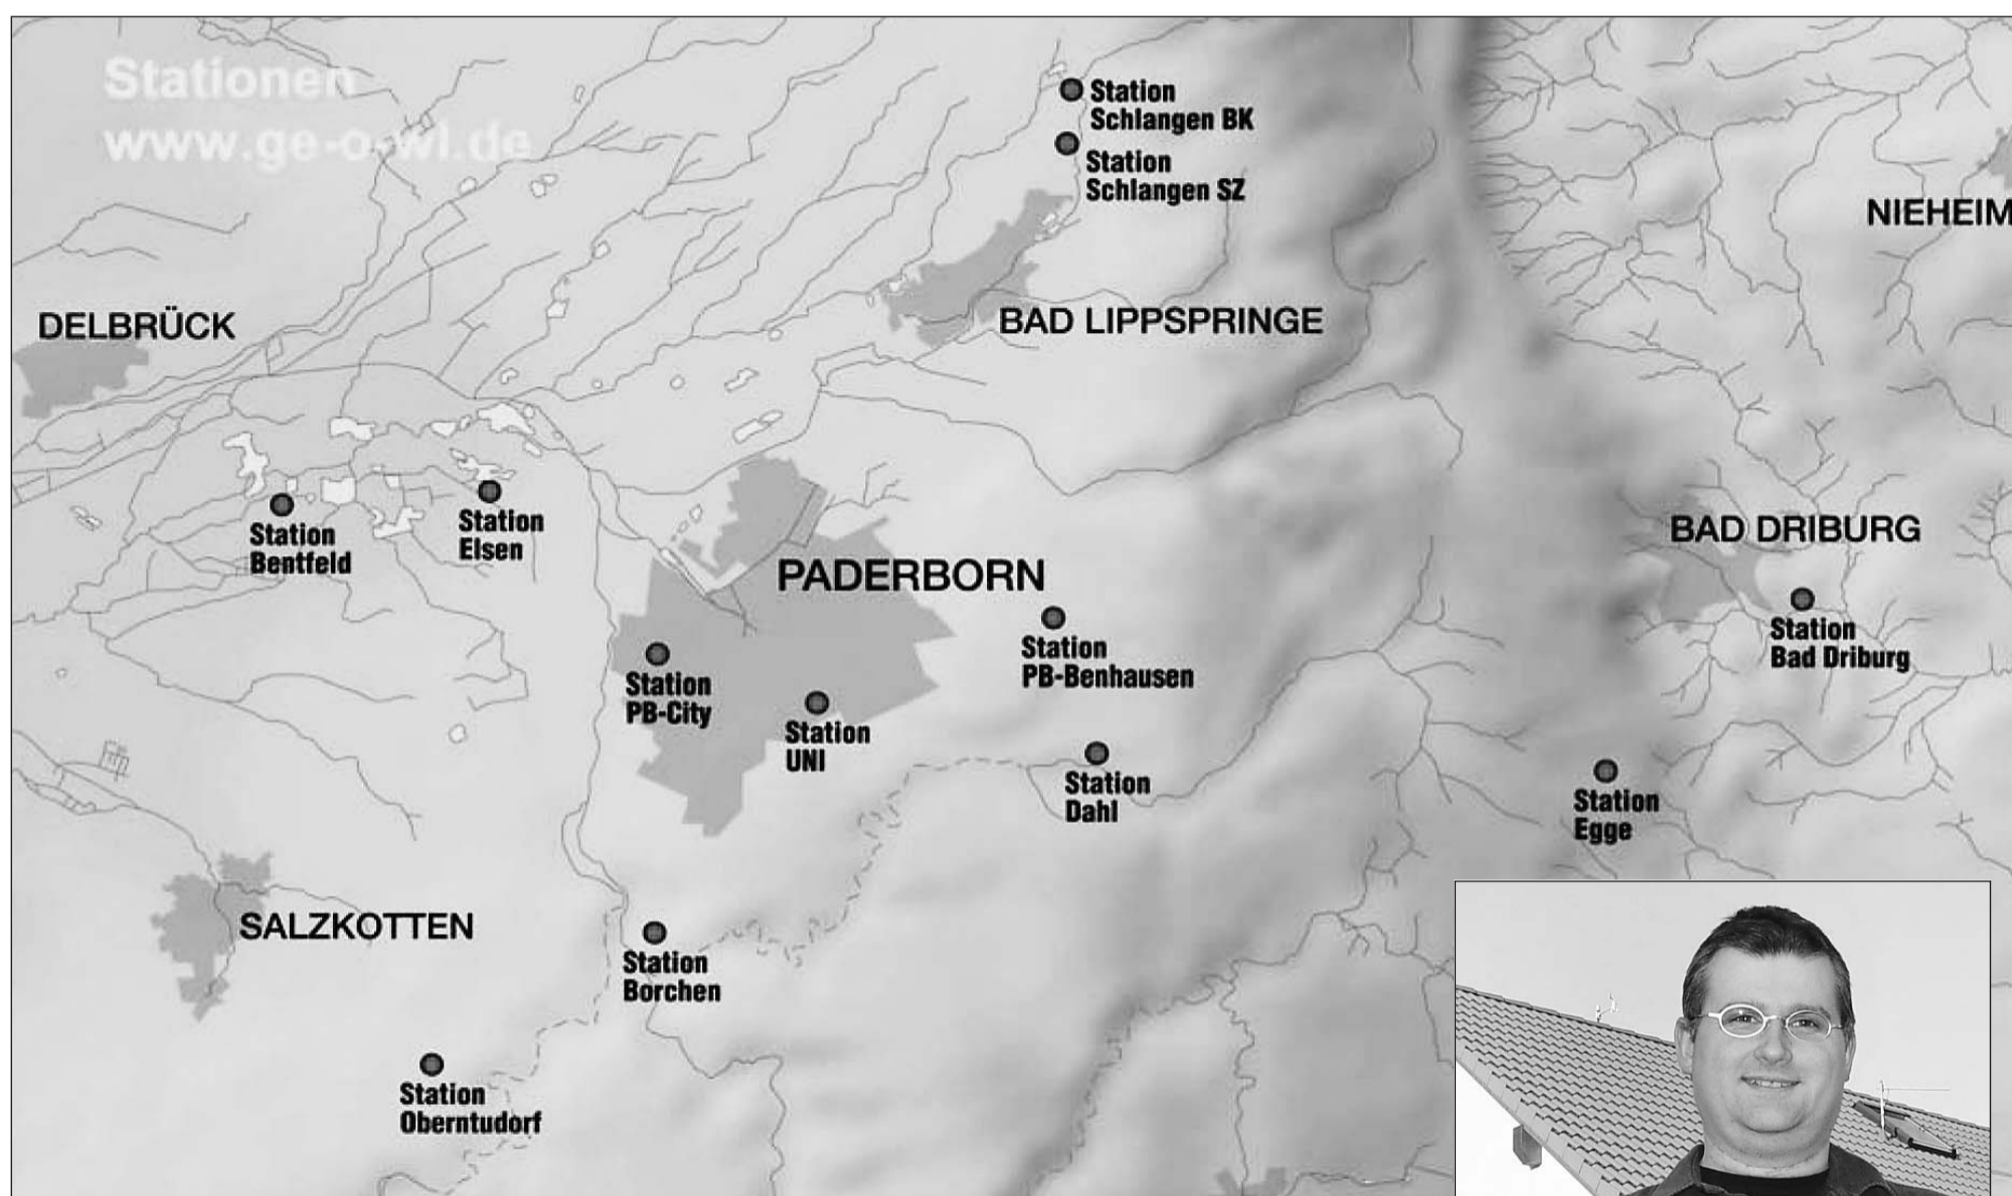 Stationen
www.ge-o-wl.de
Station
Schlangen BK
Station
Schlangen SZ
NIEHEIM
DELBRÜCK
BAD LIPPSPRINGE
Station
Bentfeld
Station
Elsen
PADERBORN
BAD DRIBURG
Station
PB-Benhausen
Station
Bad Driburg
Station
PB-City
Station
UNI
Station
Dahl
Station
Egge
SALZKOTTEN
Station
Borchen
Station
Oberntudorf